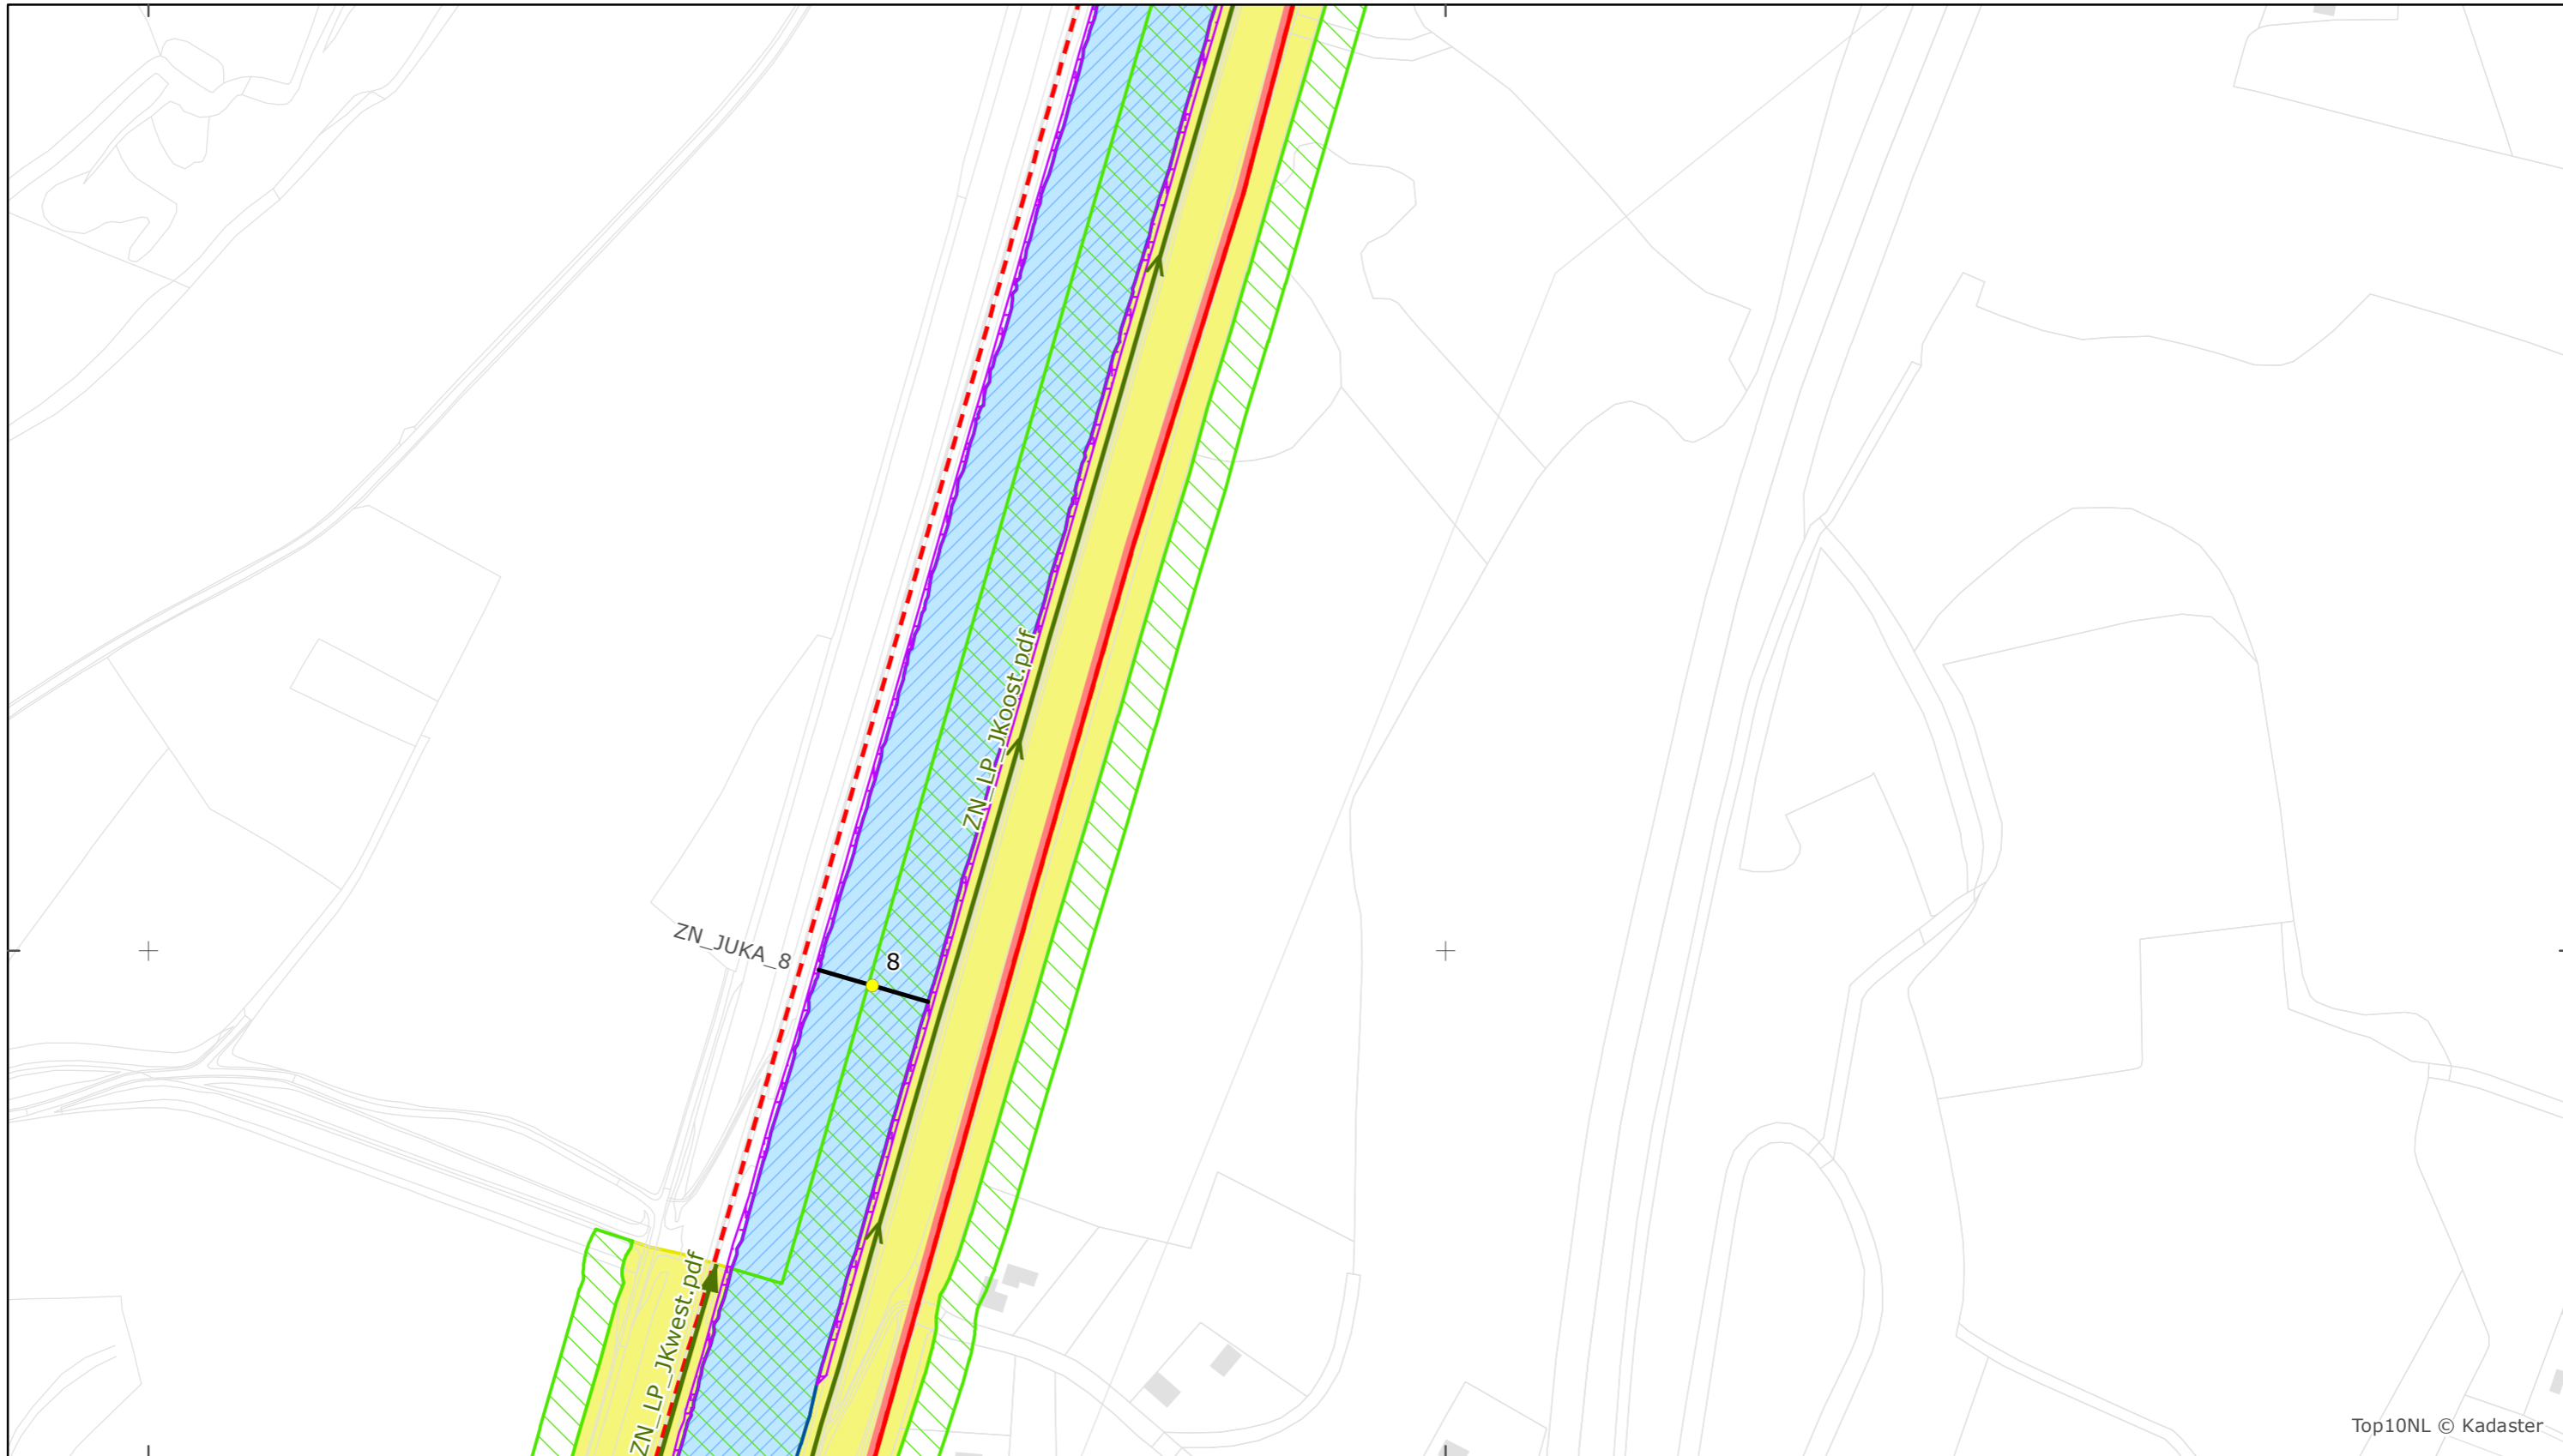 ZN_LP_JKoost.pdf
ZN_JUKA_8
8
ZN_LP_JKwest.pdf
Top10NL © Kadaster